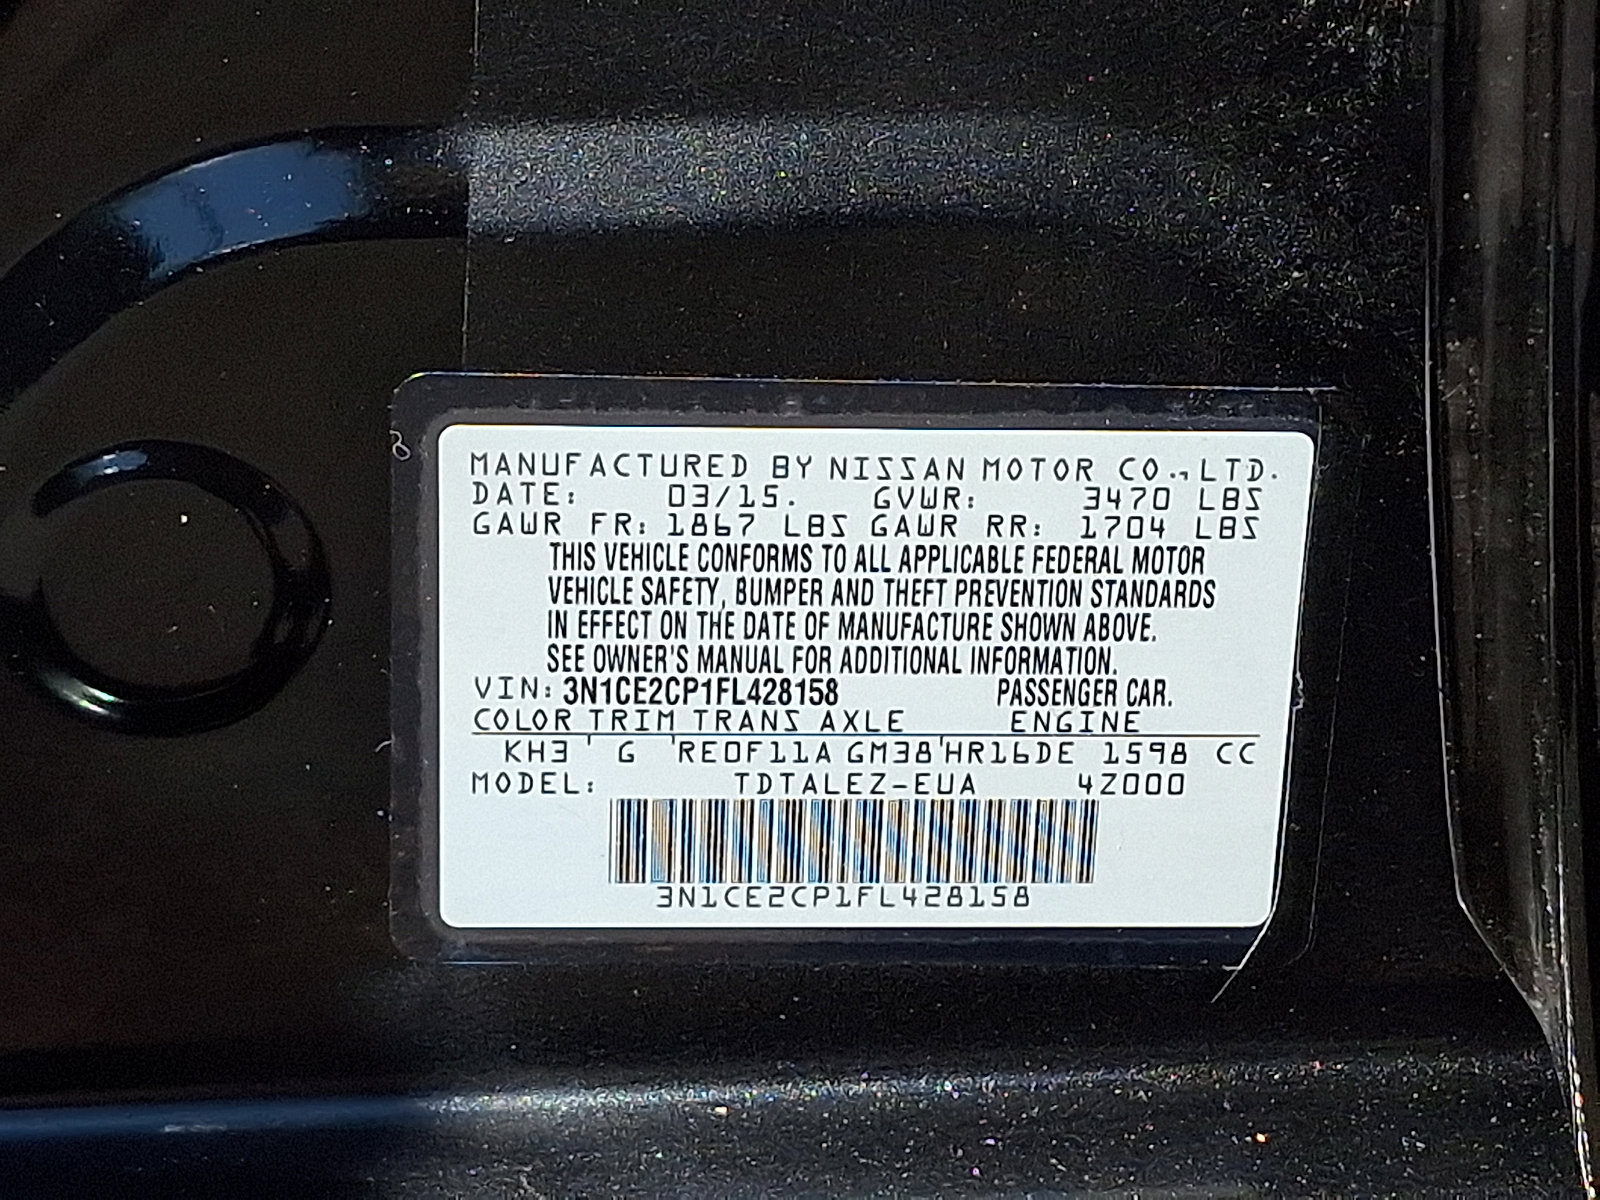 MANUFACTURED BY NISSAN MOTOR CO., LTD.
DATE: 03/15. GVWR: 3470 LBS
GAWR FR: 1867 LBS GAWR RR: 1704 LBS
THIS VEHICLE CONFORMS TO ALL APPLICABLE FEDERAL MOTOR
VEHICLE SAFETY, BUMPER AND THEFT PREVENTION STANDARDS
IN EFFECT ON THE DATE OF MANUFACTURE SHOWN ABOVE.
SEE OWNER'S MANUAL FOR ADDITIONAL INFORMATION.
VIN: 3N1CE2CP1FL428158 PASSENGER CAR.
COLOR TRIM TRANS AXLE ENGINE
KH3 ' G 'RE0F11A GM38'HR16DE 1598 CC
MODEL: TDTALEZ-EUA 4Z000
3N1CE2CP1FL428158